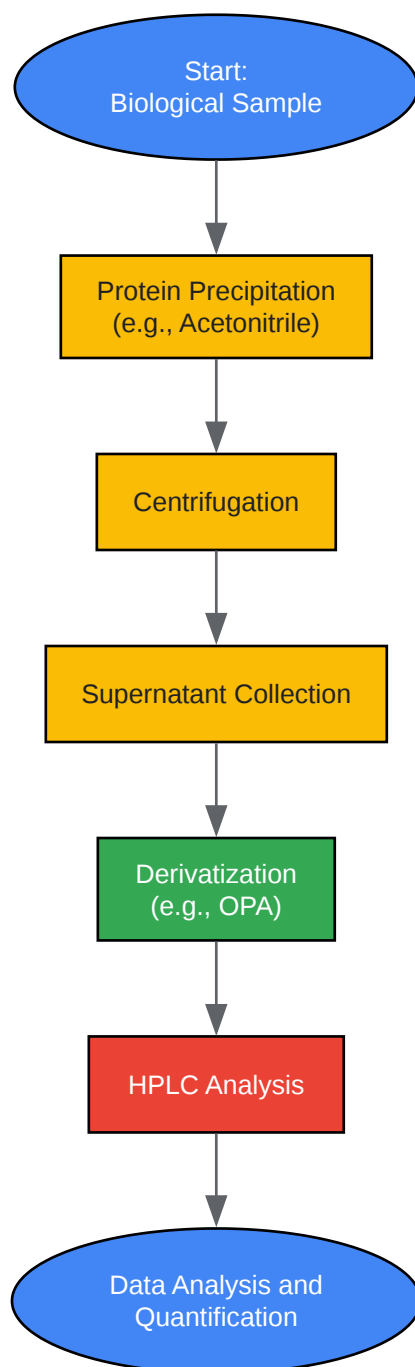 Start:
Biological Sample
Protein Precipitation
(e.g., Acetonitrile)
Centrifugation
Supernatant Collection
Derivatization
(e.g., OPA)
HPLC Analysis
Data Analysis and
Quantification